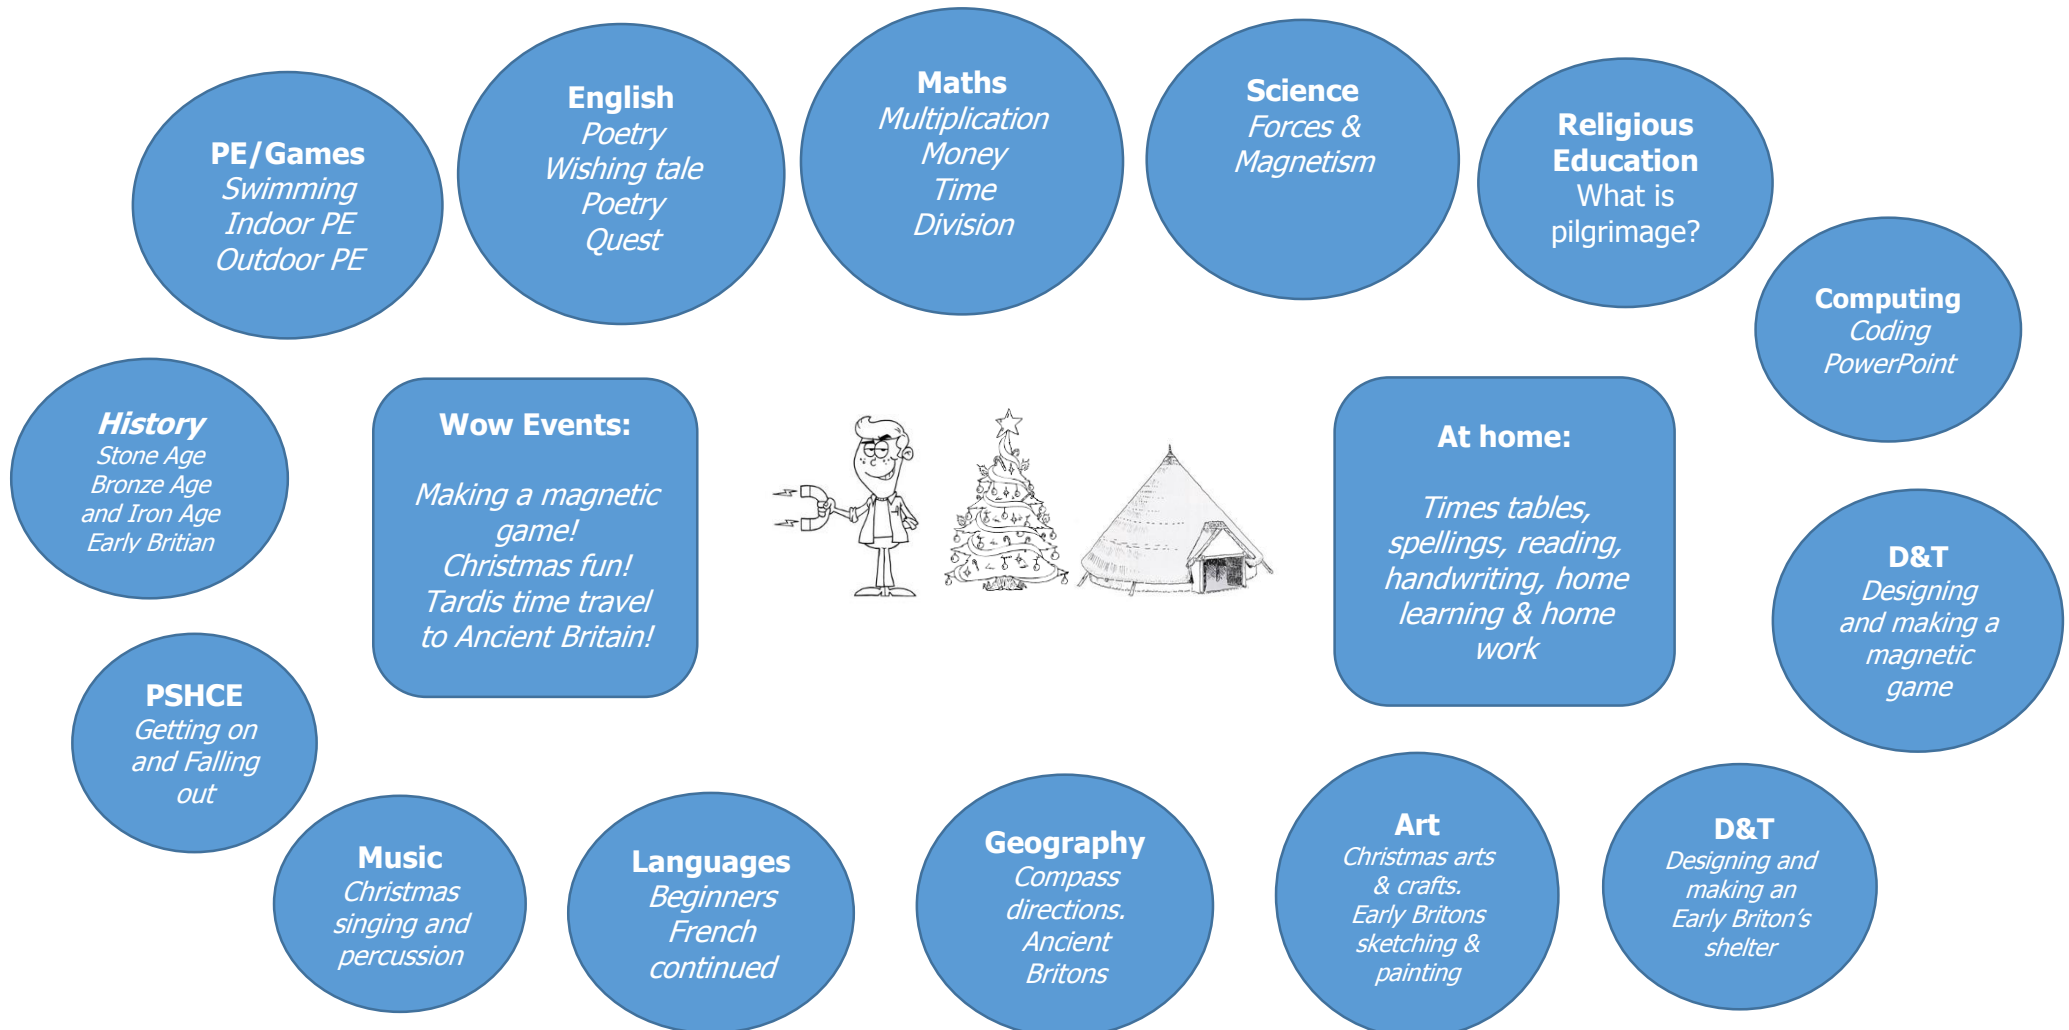 PE/Games
Swimming
Indoor PE
Outdoor PE
English
Poetry
Wishing tale
Poetry
Quest
Maths
Multiplication
Money
Time
Division
Science
Forces &
Magnetism
Religious
Education
What is
pilgrimage?
Computing
Coding
PowerPoint
History
Stone Age
Bronze Age
and Iron Age
Early Britian
Wow Events:
Making a magnetic
game!
Christmas fun!
Tardis time travel
to Ancient Britain!
At home:
Times tables,
spellings, reading,
handwriting, home
learning & home
work
D&T
Designing
and making a
magnetic
game
PSHCE
Getting on
and Falling
out
Music
Christmas
singing and
percussion
Languages
Beginners
French
continued
Geography
Compass
directions.
Ancient
Britons
Art
Christmas arts
& crafts.
Early Britons
sketching &
painting
D&T
Designing and
making an
Early Briton's
shelter